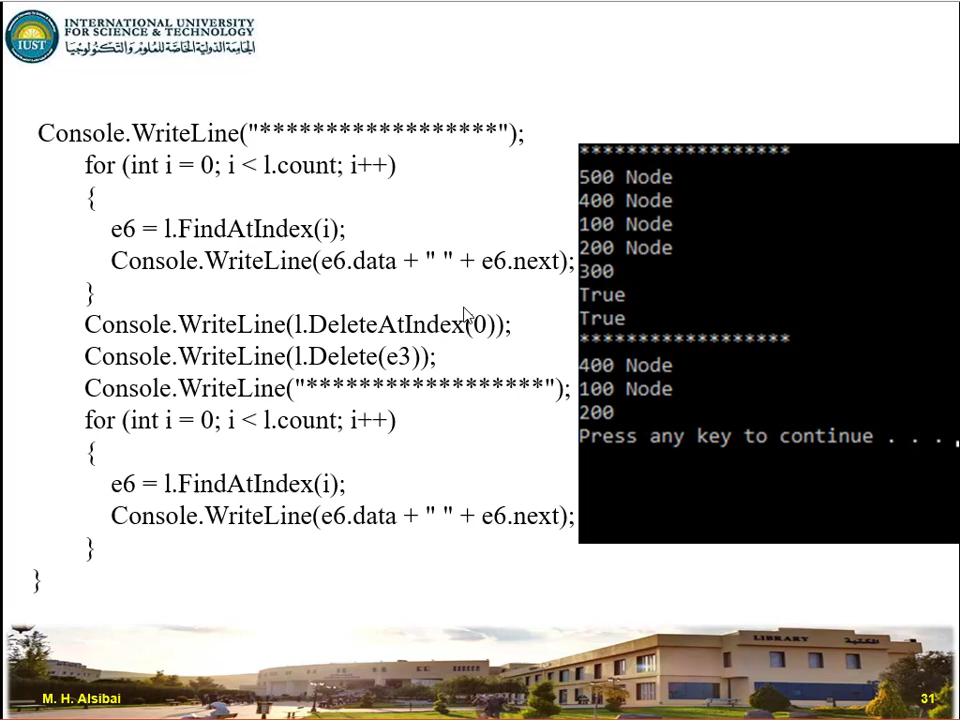 INTERNATIONAL UNIVERSITY
FOR SCIENCE & TECHNOLOGY
الجامعة الدولية الخاصة للعلوم والتكنولوجيا
IUST
Console.WriteLine("******************");
for (int i = 0; i < l.count; i++)
{
e6 = l.FindAtIndex(i);
Console.WriteLine(e6.data + " " + e6.next);
}
Console.WriteLine(l.DeleteAtIndex(0));
Console.WriteLine(l.Delete(e3));
Console.WriteLine("******************");
for (int i = 0; i < l.count; i++)
{
e6 = l.FindAtIndex(i);
Console.WriteLine(e6.data + " " + e6.next);
}
}
******************
500 Node
400 Node
100 Node
200 Node
300
True
True
******************
400 Node
100 Node
200
Press any key to continue . . .
LIBRARY
المكتبة
M. H. Alsibai
31